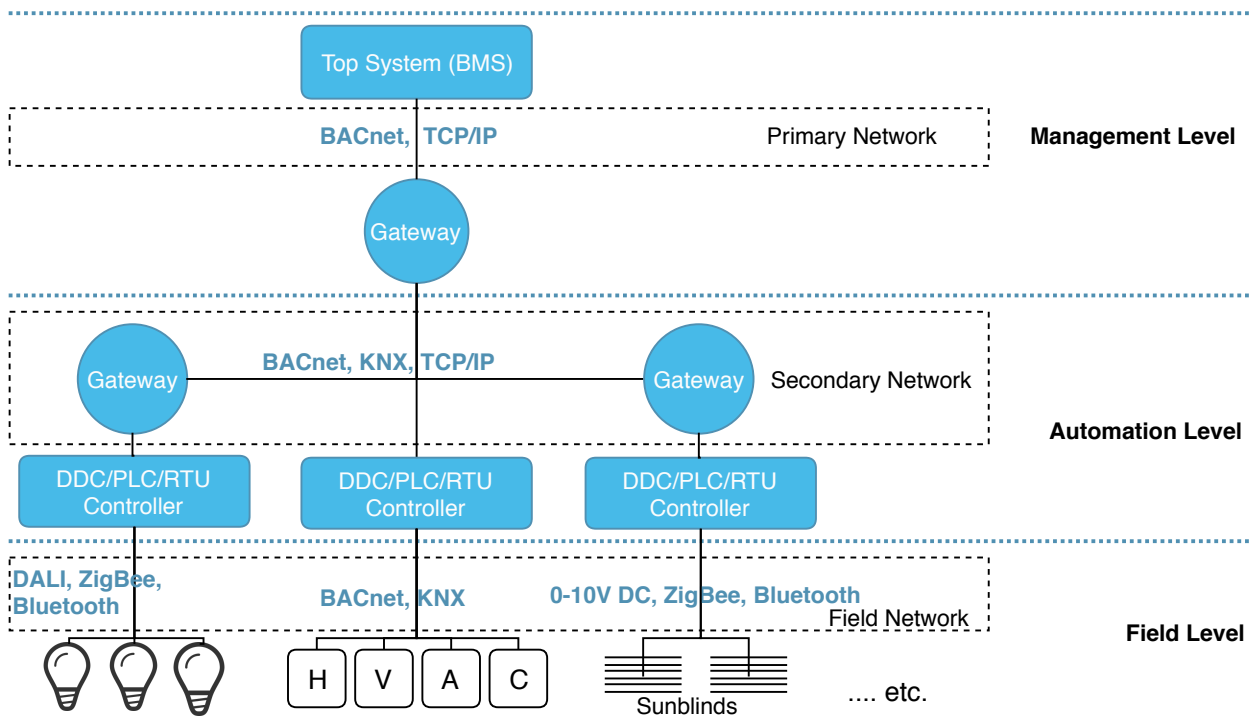 Top System (BMS)
BACnet, TCP/IP
Primary Network
Management Level
Gateway
Gateway
BACnet, KNX, TCP/IP
Gateway
Secondary Network
Automation Level
DDC/PLC/RTU
Controller
DDC/PLC/RTU
Controller
DDC/PLC/RTU
Controller
DALI, ZigBee,
Bluetooth
BACnet, KNX
0-10V DC, ZigBee, Bluetooth
Field Network
Field Level
H
V
A
C
Sunblinds
.... etc.